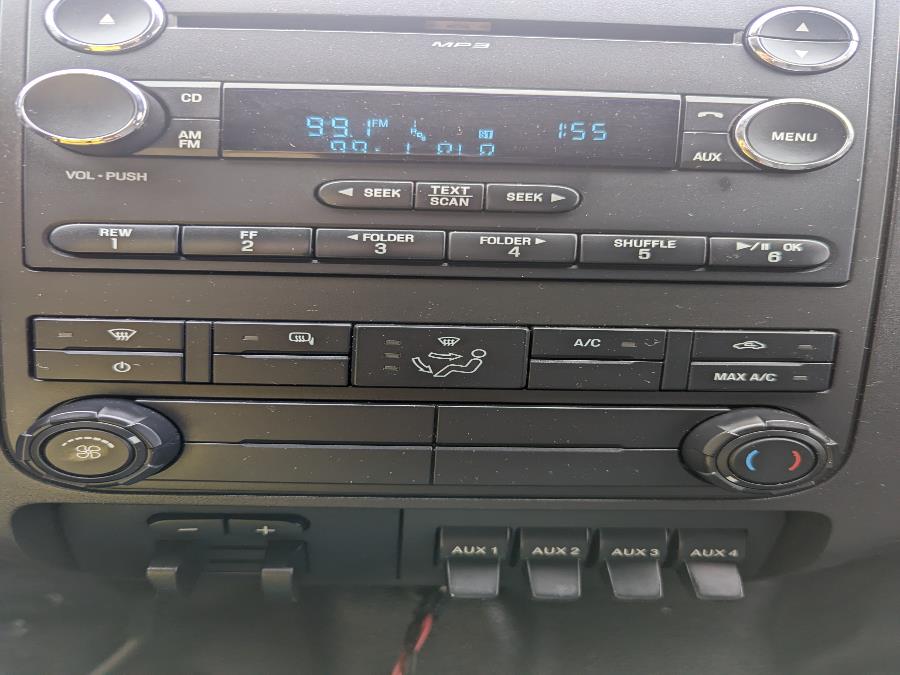 MP3
CD
AM
FM
99.1 FM
ST
1:55
MENU
AUX
VOL - PUSH
SEEK
TEXT
SCAN
SEEK
REW
1
FF
2
FOLDER
3
FOLDER
4
SHUFFLE
5
OK
6
A/C
MAX A/C
- +
AUX 1
AUX 2
AUX 3
AUX 4